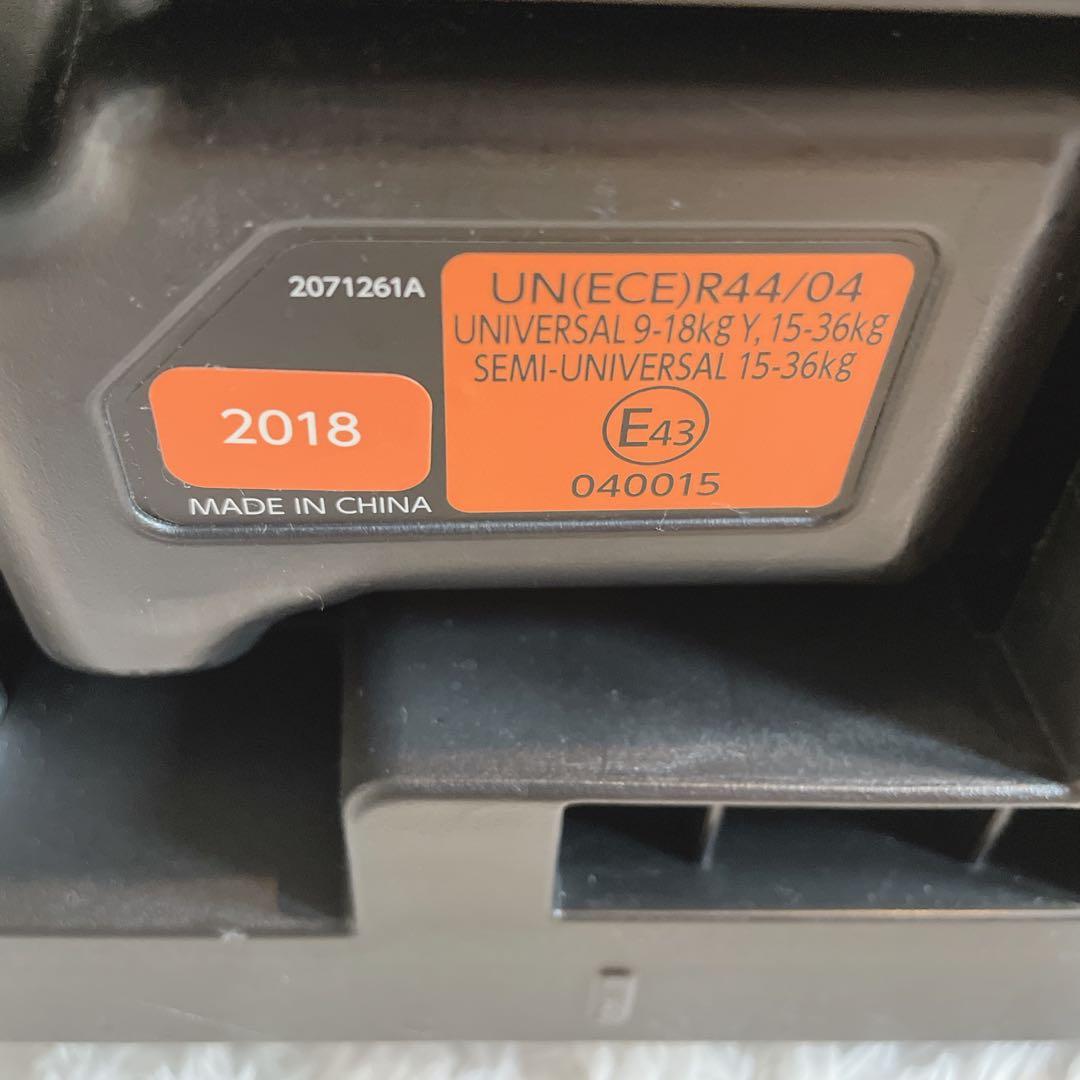 2071261A
2018
MADE IN CHINA
UN(ECE)R44/04
UNIVERSAL 9-18kg Y, 15-36kg
SEMI-UNIVERSAL 15-36kg
E43
040015